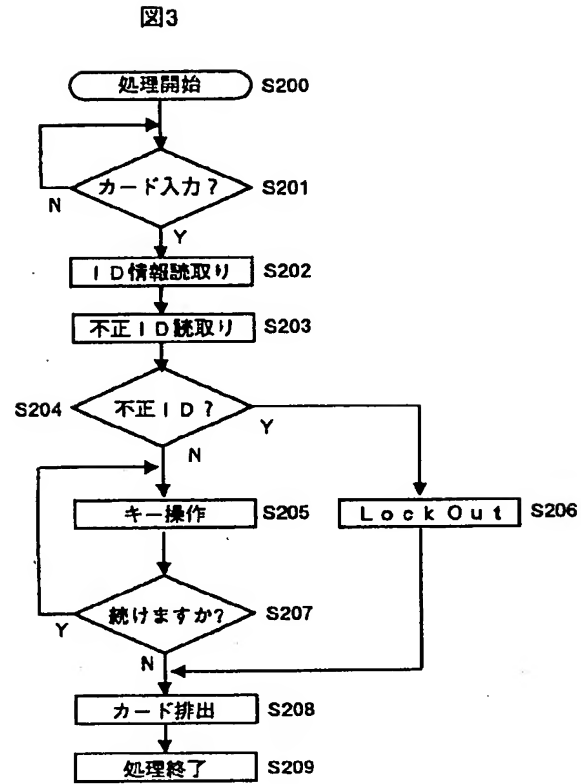 図3
処理開始 S200
カード入力? S201
N
Y
ID情報読取り S202
不正ID読取り S203
S204 不正ID?
Y
N
キー操作 S205
LockOut S206
続けますか? S207
Y
N
カード排出 S208
処理終了 S209